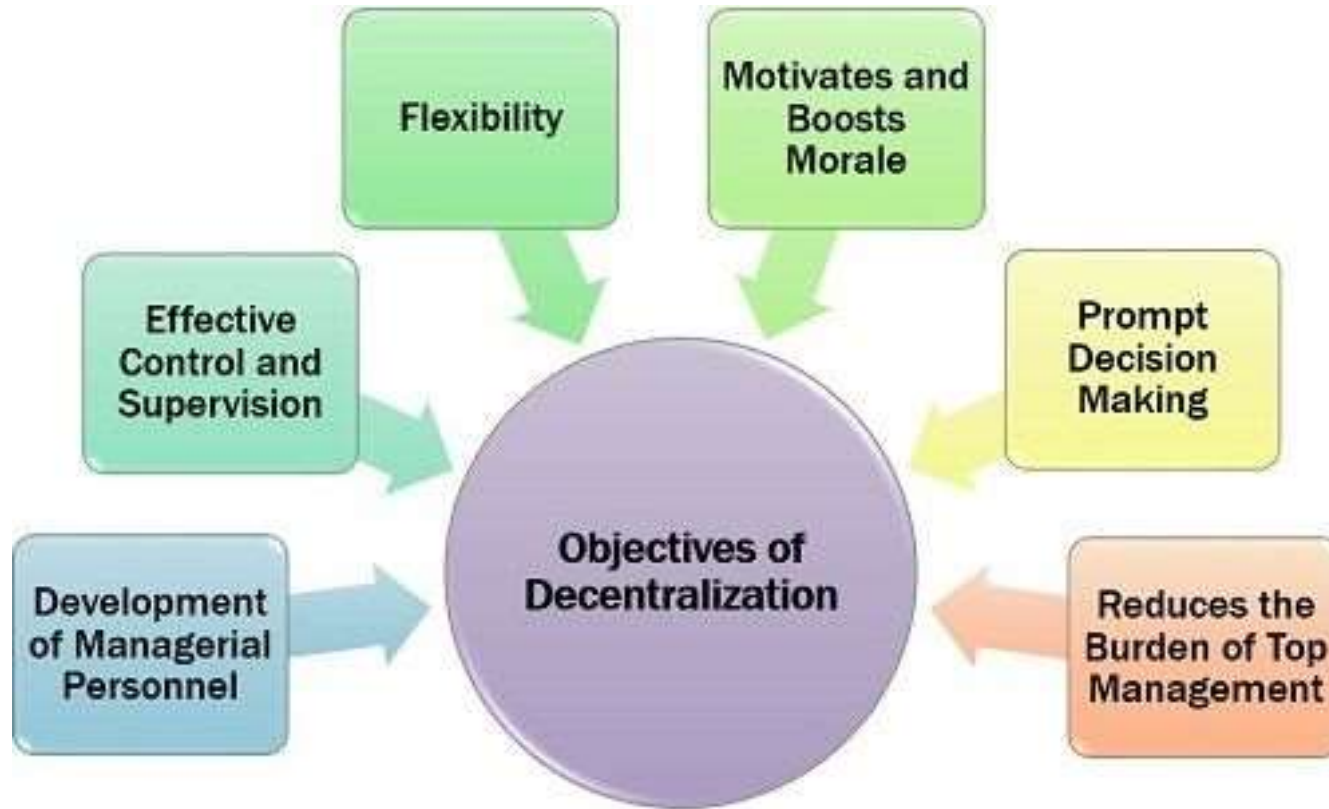 Flexibility
Motivates and
Boosts
Morale
Effective
Control and
Supervision
Prompt
Decision
Making
Objectives of
Decentralization
Development
of Managerial
Personnel
Reduces the
Burden of Top
Management